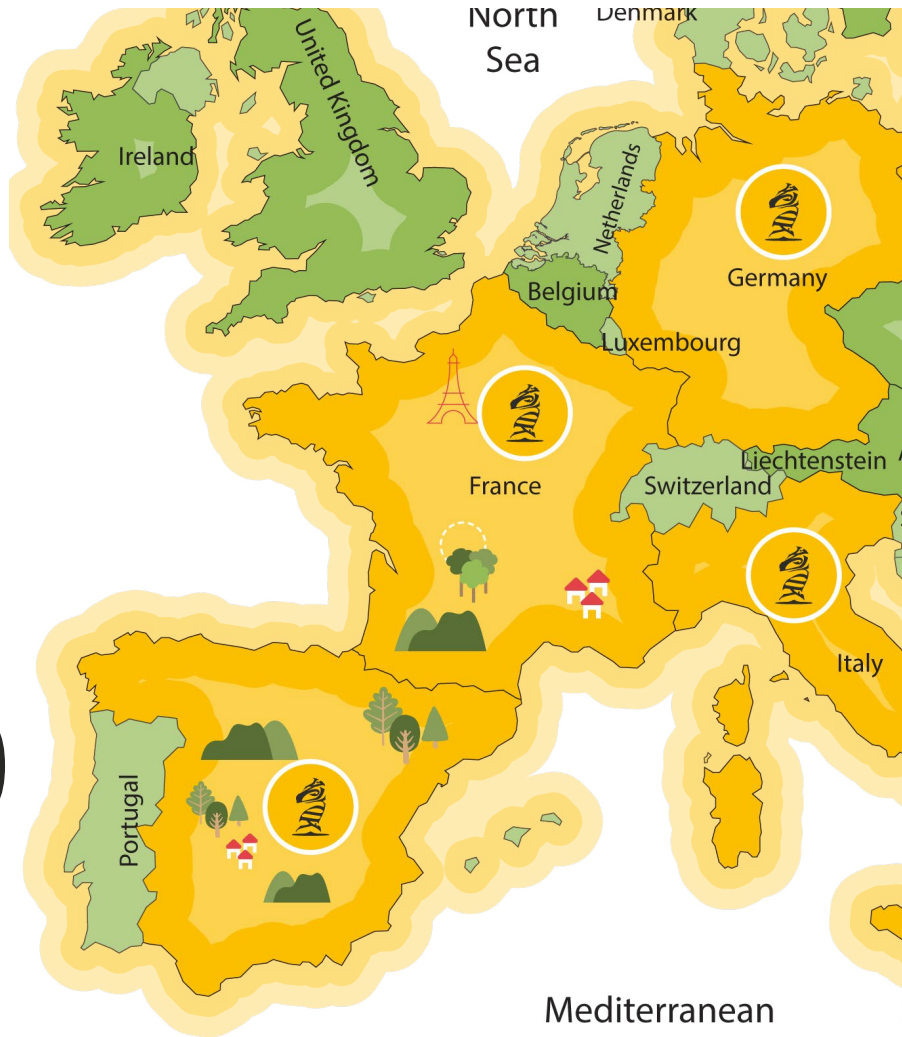 North
Sea
Denmark
United Kingdom
Ireland
Netherlands
Germany
Belgium
Luxembourg
Liechtenstein
Switzerland
France
Italy
Portugal
Mediterranean